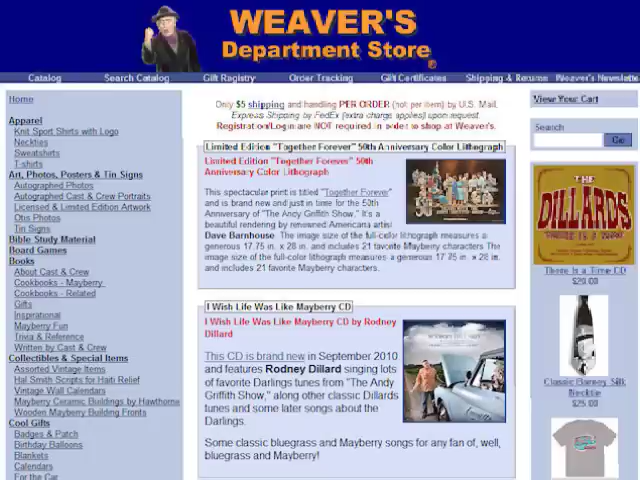 WEAVER'S
Department Store
Catalog Search Catalog Gift Registry Order Tracking Gift Certificates Shipping & Returns Weaver's Newslette
Home
Apparel
Knit Sport Shirts with Logo
Neckties
Sweatshirts
T-shirts
Art, Photos, Posters & Tin Signs
Autographed Photos
Autographed Cast & Crew Portraits
Licensed & Limited Edition Artwork
Otis Photos
Tin Signs
Bible Study Material
Board Games
Books
About Cast & Crew
Cookbooks - Mayberry
Cookbooks - Related
Gifts
Inspirational
Mayberry Fun
Trivia & Reference
Written by Cast & Crew
Collectibles & Special Items
Assorted Vintage Items
Hal Smith Scripts for Haiti Relief
Vintage Wall Calendars
Mayberry Ceramic Buildings by Hawthorne
Wooden Mayberry Building Fronts
Cool Gifts
Badges & Patch
Birthday Balloons
Blankets
Calendars
For the Car
Only $5 shipping and handling PER ORDER (not per item) by U.S. Mail.
Express Shipping by FedEx (extra charge applies) upon request
Registration/Login are NOT required in order to shop at Weaver's.
Limited Edition "Together Forever" 50th Anniversary Color Lithograph
Limited Edition "Together Forever" 50th
Anniversary Color Lithograph
This spectacular print is titled "Together Forever"
and is brand new and just in time for the 50th
Anniversary of "The Andy Griffith Show." It's a
beautiful rendering by renowned Americana artist
Dave Barnhouse. The image size of the full-color lithograph measures a
generous 17.75 in. x 28 in. and includes 21 favorite Mayberry characters The
image size of the full-color lithograph measures a generous 17.75 in. x 28 in.
and includes 21 favorite Mayberry characters.
I Wish Life Was Like Mayberry CD
I Wish Life Was Like Mayberry CD by Rodney
Dillard
This CD is brand new in September 2010
and features Rodney Dillard singing lots
of favorite Darlings tunes from "The Andy
Griffith Show," along other classic Dillards
tunes and some later songs about the
Darlings.
Some classic bluegrass and Mayberry songs for any fan of, well,
bluegrass and Mayberry!
View Your Cart
Search
Go
THE
DILLARDS
There Is a Time CD
$20.00
Classic Barney Silk
Necktie
$25.00